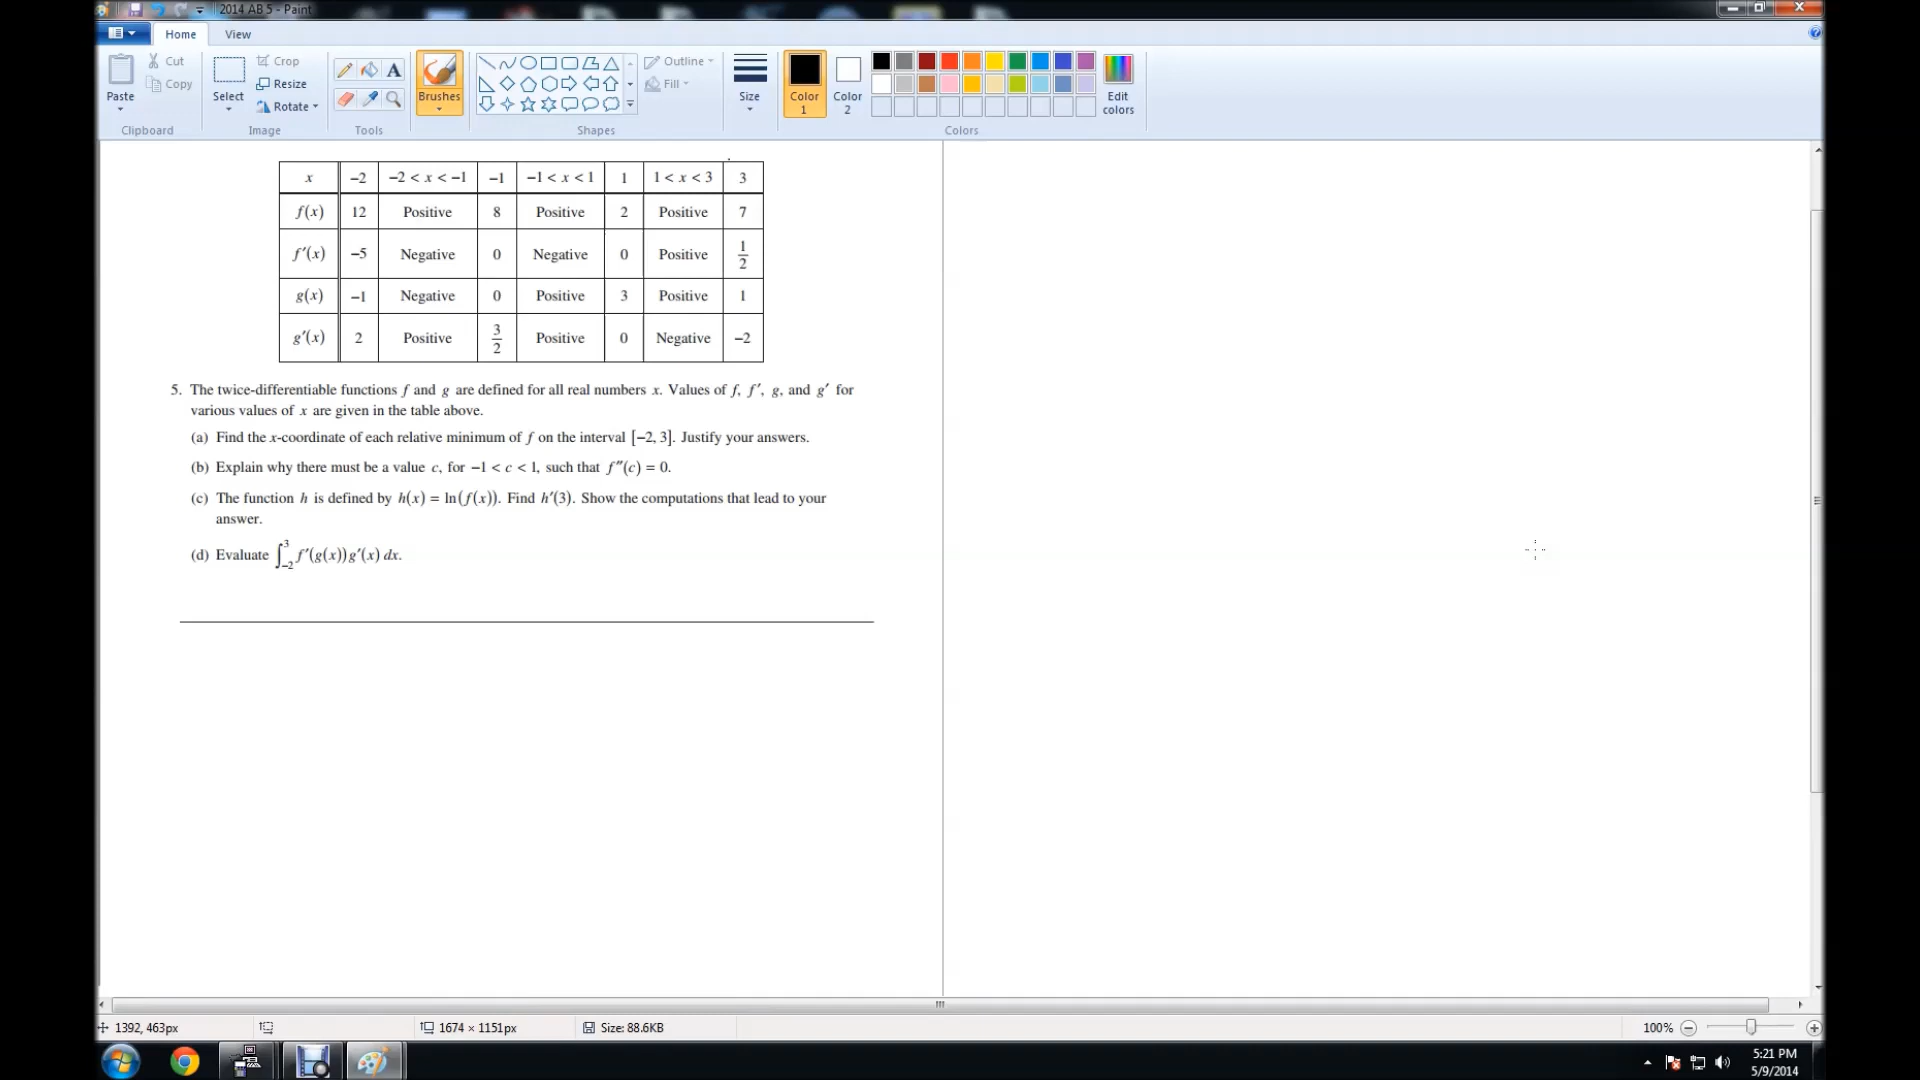 2014 AB 5 - Paint
Home View
Paste
Cut
Copy
Clipboard
Select
Crop
Resize
Rotate
Image
A
Tools
Brushes
Shapes
Outline
Fill
Size
Color 1
Color 2
Edit colors
Colors
x −2 −2 < x < −1 −1 −1 < x < 1 1 1 < x < 3 3
f(x) 12 Positive 8 Positive 2 Positive 7
f′(x) −5 Negative 0 Negative 0 Positive 1/2
g(x) −1 Negative 0 Positive 3 Positive 1
g′(x) 2 Positive 3/2 Positive 0 Negative −2
5. The twice-differentiable functions f and g are defined for all real numbers x. Values of f, f′, g, and g′ for
various values of x are given in the table above.
(a) Find the x-coordinate of each relative minimum of f on the interval [−2, 3]. Justify your answers.
(b) Explain why there must be a value c, for −1 < c < 1, such that f″(c) = 0.
(c) The function h is defined by h(x) = ln(f(x)). Find h′(3). Show the computations that lead to your
answer.
(d) Evaluate ∫_{−2}^{3} f′(g(x))g′(x) dx.
1392, 463px 1674 × 1151px Size: 88.6KB 100%
5:21 PM
5/9/2014